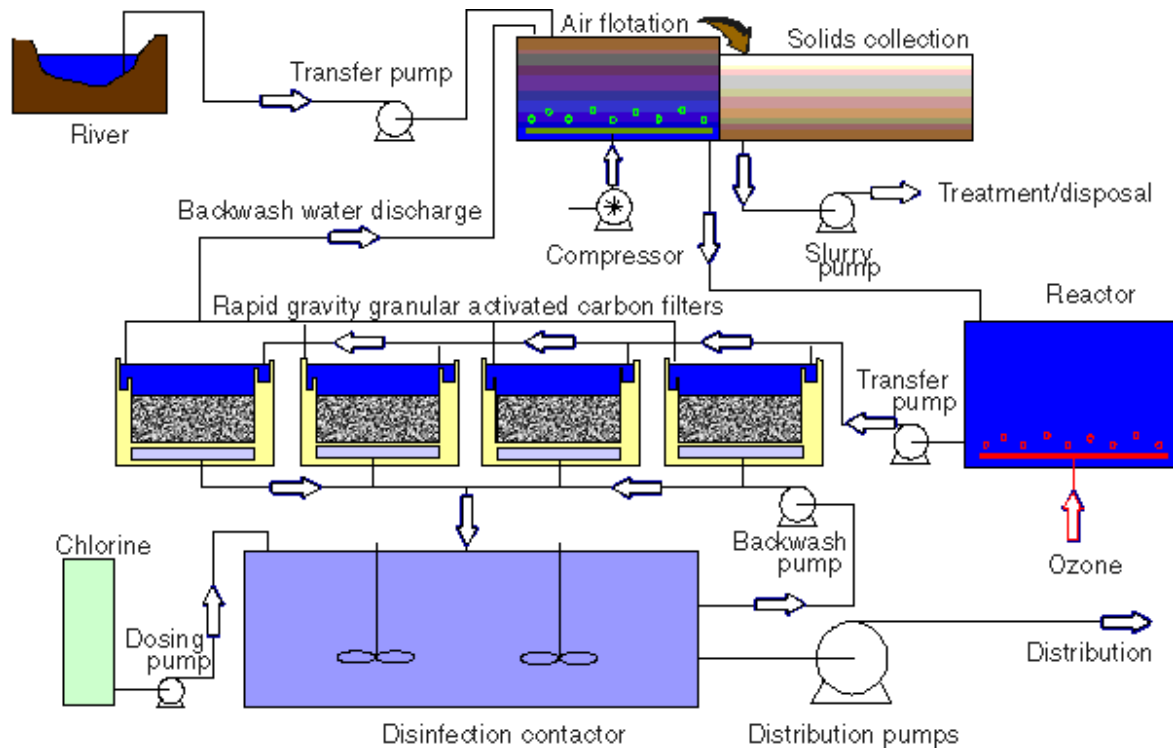 Air flotation
Solids collection
Transfer pump
River
Backwash water discharge
Compressor
Slurry
pump
Treatment/disposal
Rapid gravity granular activated carbon filters
Reactor
Transfer
pump
Chlorine
Backwash
pump
Ozone
Dosing
pump
Distribution
Disinfection contactor
Distribution pumps